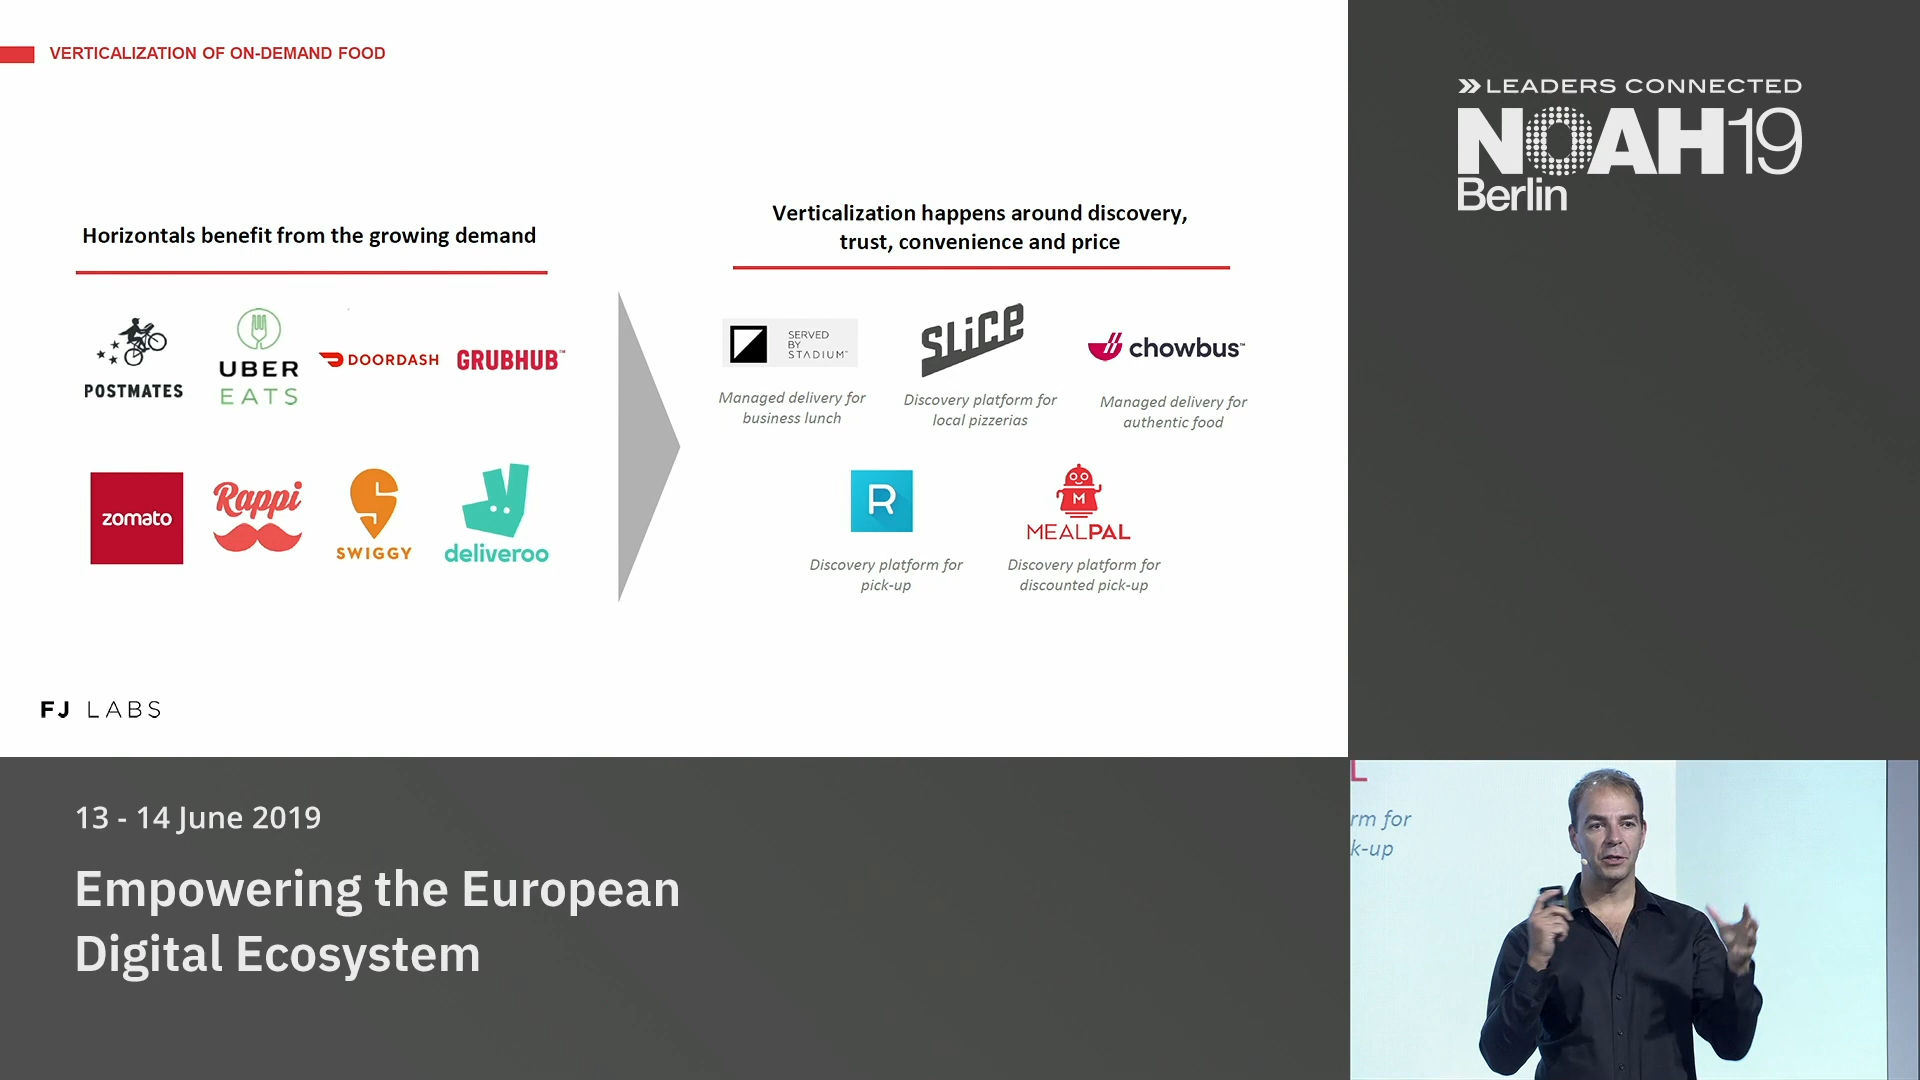 VERTICALIZATION OF ON-DEMAND FOOD
Horizontals benefit from the growing demand
POSTMATES
UBER
EATS
DOORDASH
GRUBHUB™
zomato
Rappi
SWIGGY
deliveroo
Verticalization happens around discovery,
trust, convenience and price
SERVED
BY
STADIUM™
Managed delivery for
business lunch
SLiCE
Discovery platform for
local pizzerias
chowbus™
Managed delivery for
authentic food
R
Discovery platform for
pick-up
M
MEALPAL
Discovery platform for
discounted pick-up
FJ LABS
LEADERS CONNECTED
NOAH19
Berlin
13 - 14 June 2019
Empowering the European
Digital Ecosystem
L
rm for
k-up